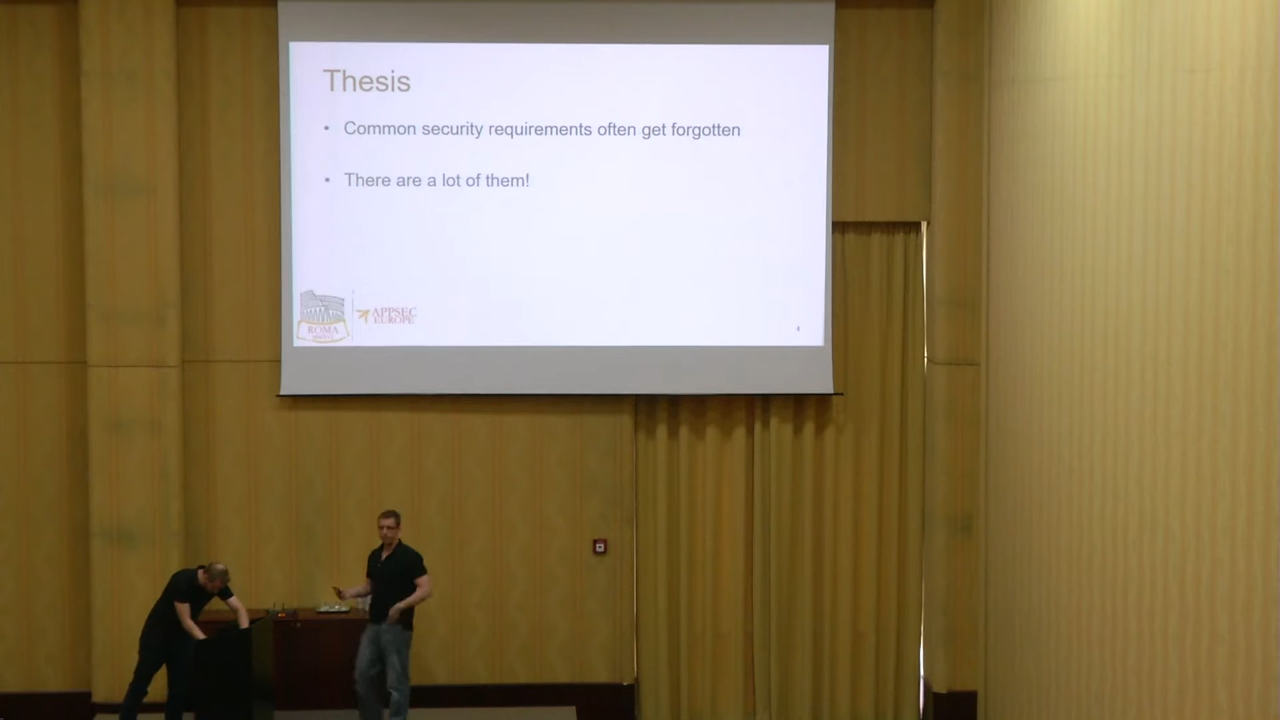 Thesis
• Common security requirements often get forgotten
• There are a lot of them!
ROMA
APPSEC
EUROPE